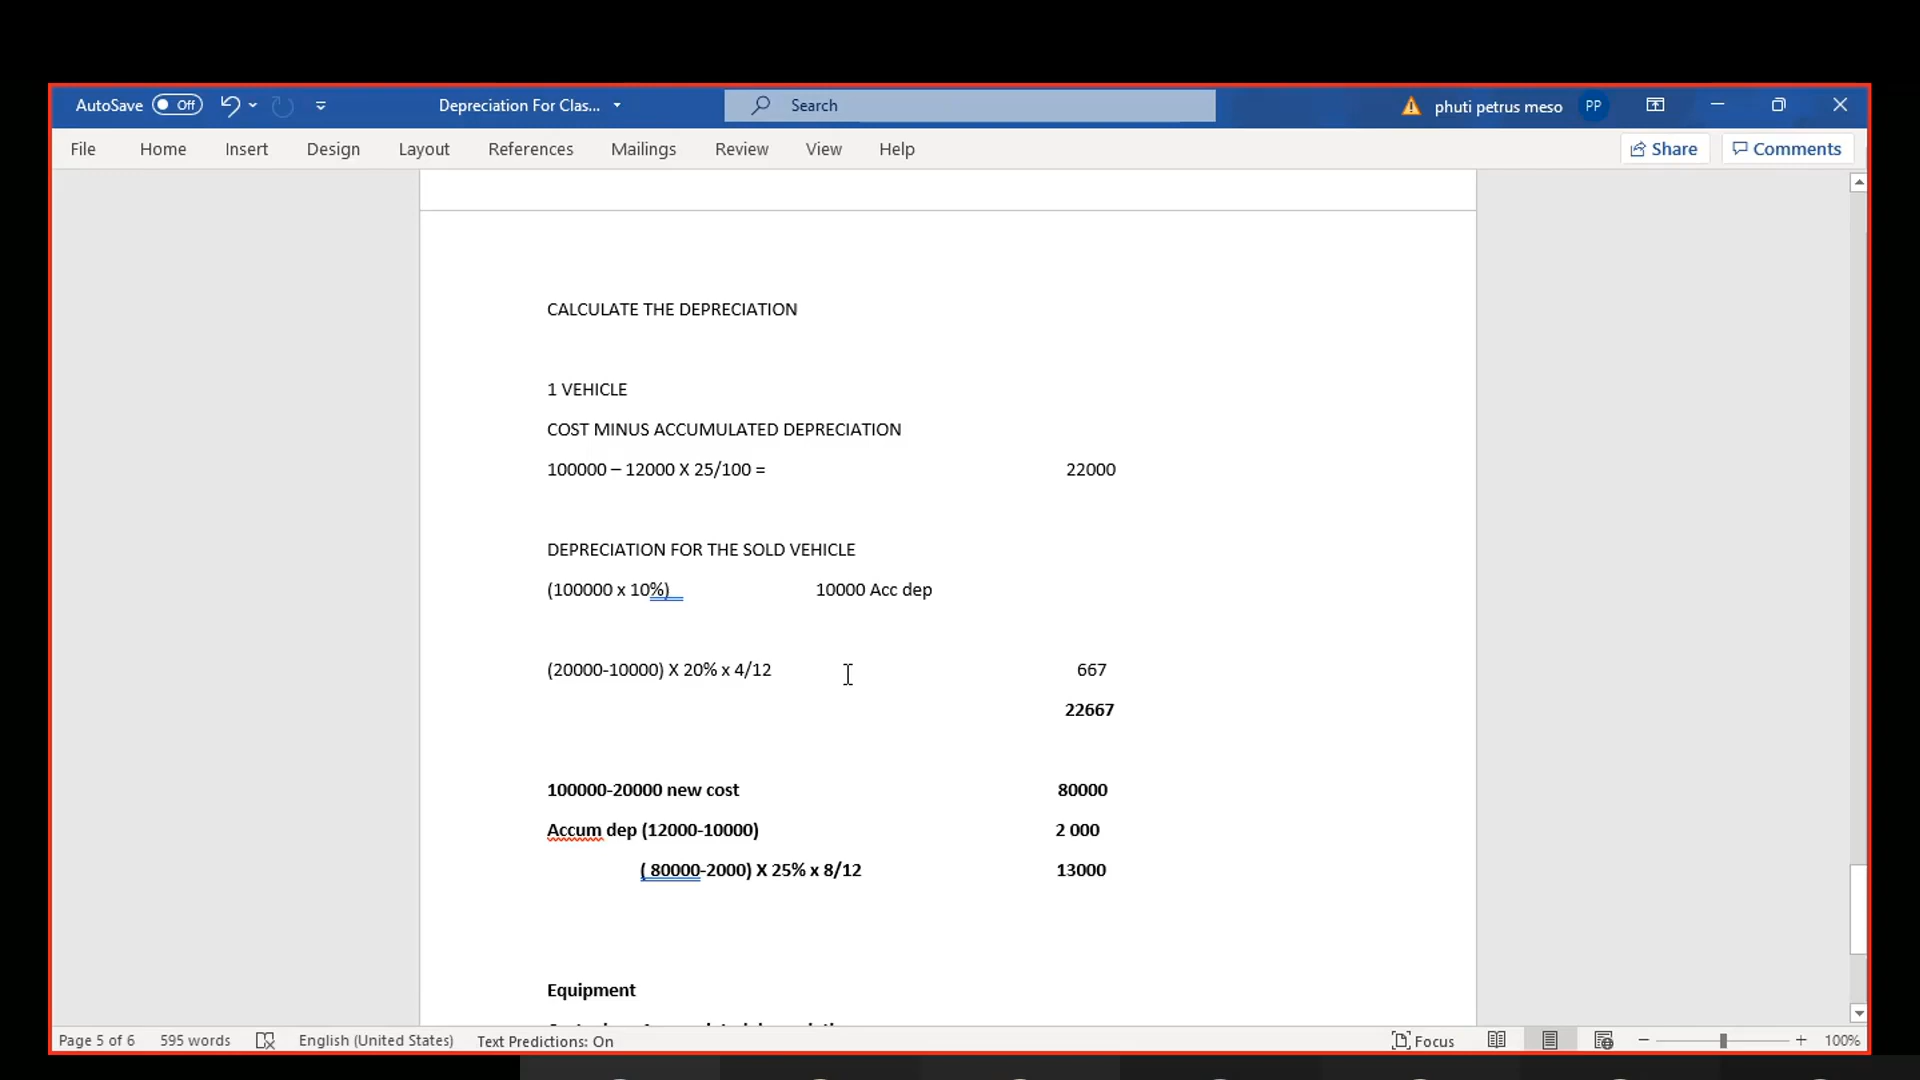 AutoSave Off Depreciation For Clas... Search phuti petrus meso PP
File Home Insert Design Layout References Mailings Review View Help Share Comments
CALCULATE THE DEPRECIATION
1 VEHICLE
COST MINUS ACCUMULATED DEPRECIATION
100000 – 12000 X 25/100 = 22000
DEPRECIATION FOR THE SOLD VEHICLE
(100000 x 10%) 10000 Acc dep
(20000-10000) X 20% x 4/12 667
22667
100000-20000 new cost 80000
Accum dep (12000-10000) 2 000
( 80000-2000) X 25% x 8/12 13000
Equipment
Page 5 of 6 595 words English (United States) Text Predictions: On Focus 100%